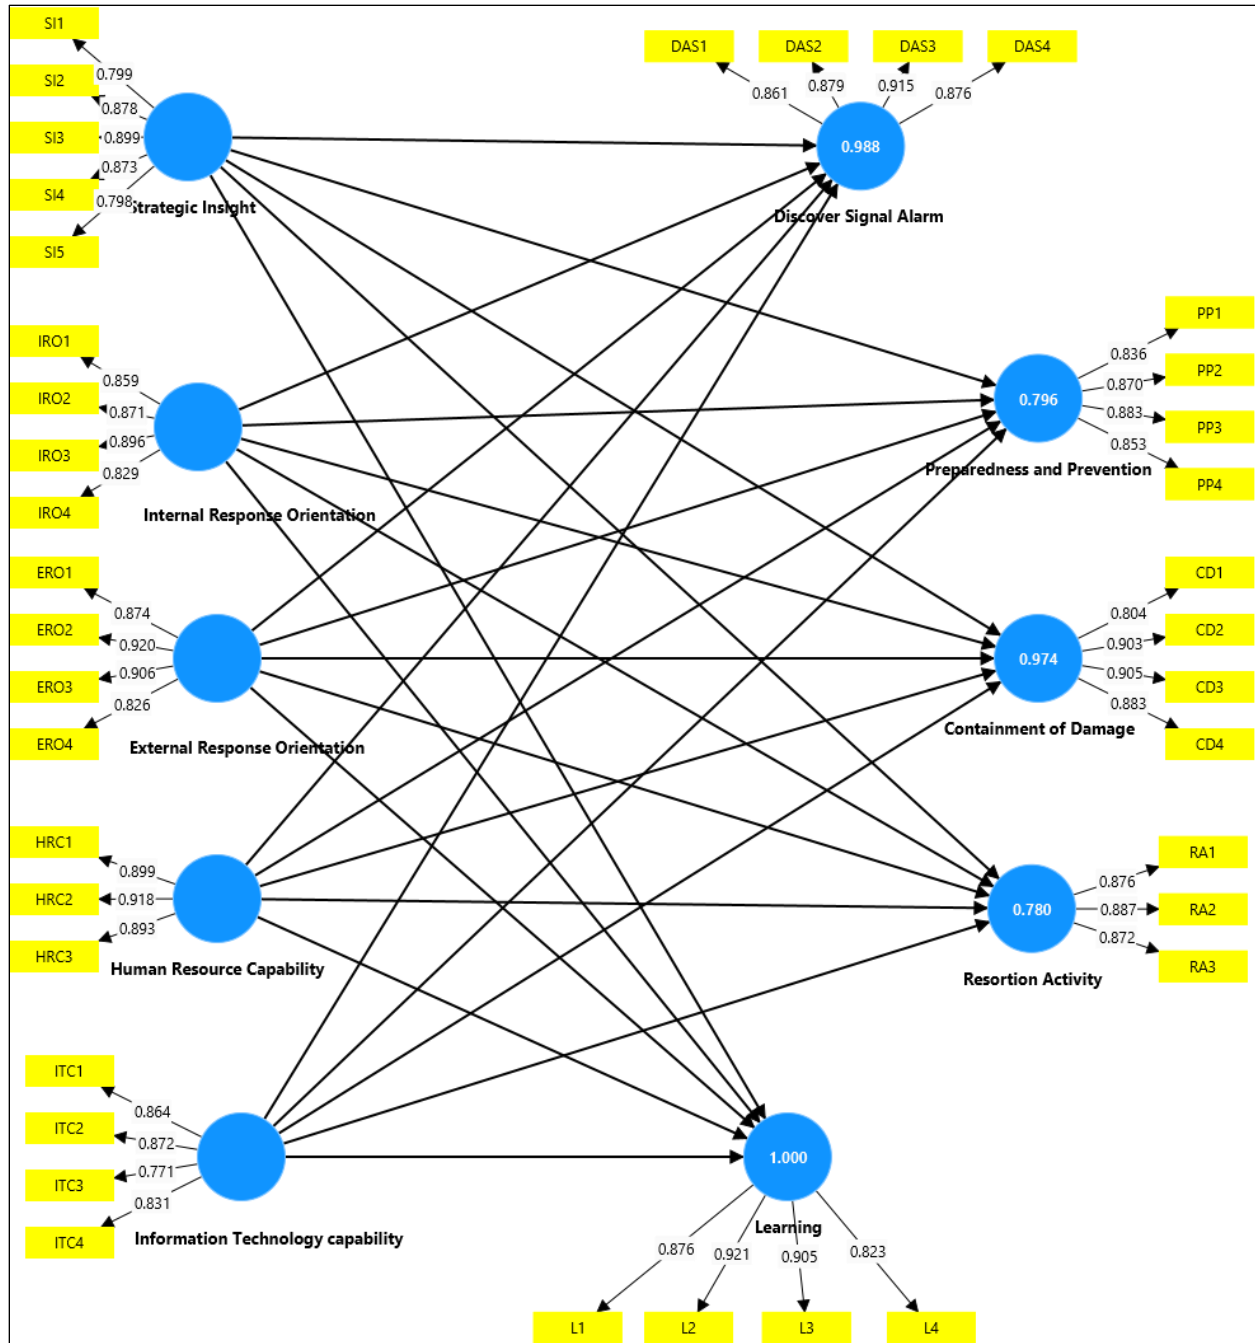 SI1
0.799
SI2
0.878
SI3
0.899
SI4
0.873
SI5
0.798
Strategic Insight
DAS1
DAS2
DAS3
DAS4
0.861
0.879
0.915
0.876
0.988
Discover Signal Alarm
IRO1
0.859
IRO2
0.871
IRO3
0.896
IRO4
0.829
Internal Response Orientation
PP1
0.836
PP2
0.870
PP3
0.883
PP4
0.853
0.796
Preparedness and Prevention
ERO1
0.874
ERO2
0.920
ERO3
0.906
ERO4
0.826
External Response Orientation
CD1
0.804
CD2
0.903
CD3
0.905
CD4
0.883
0.974
Containment of Damage
HRC1
0.899
HRC2
0.918
HRC3
0.893
Human Resource Capability
RA1
0.876
RA2
0.887
RA3
0.872
0.780
Resortion Activity
ITC1
0.864
ITC2
0.872
ITC3
0.771
ITC4
0.831
Information Technology capability
1.000
Learning
0.876
0.921
0.905
0.823
L1
L2
L3
L4